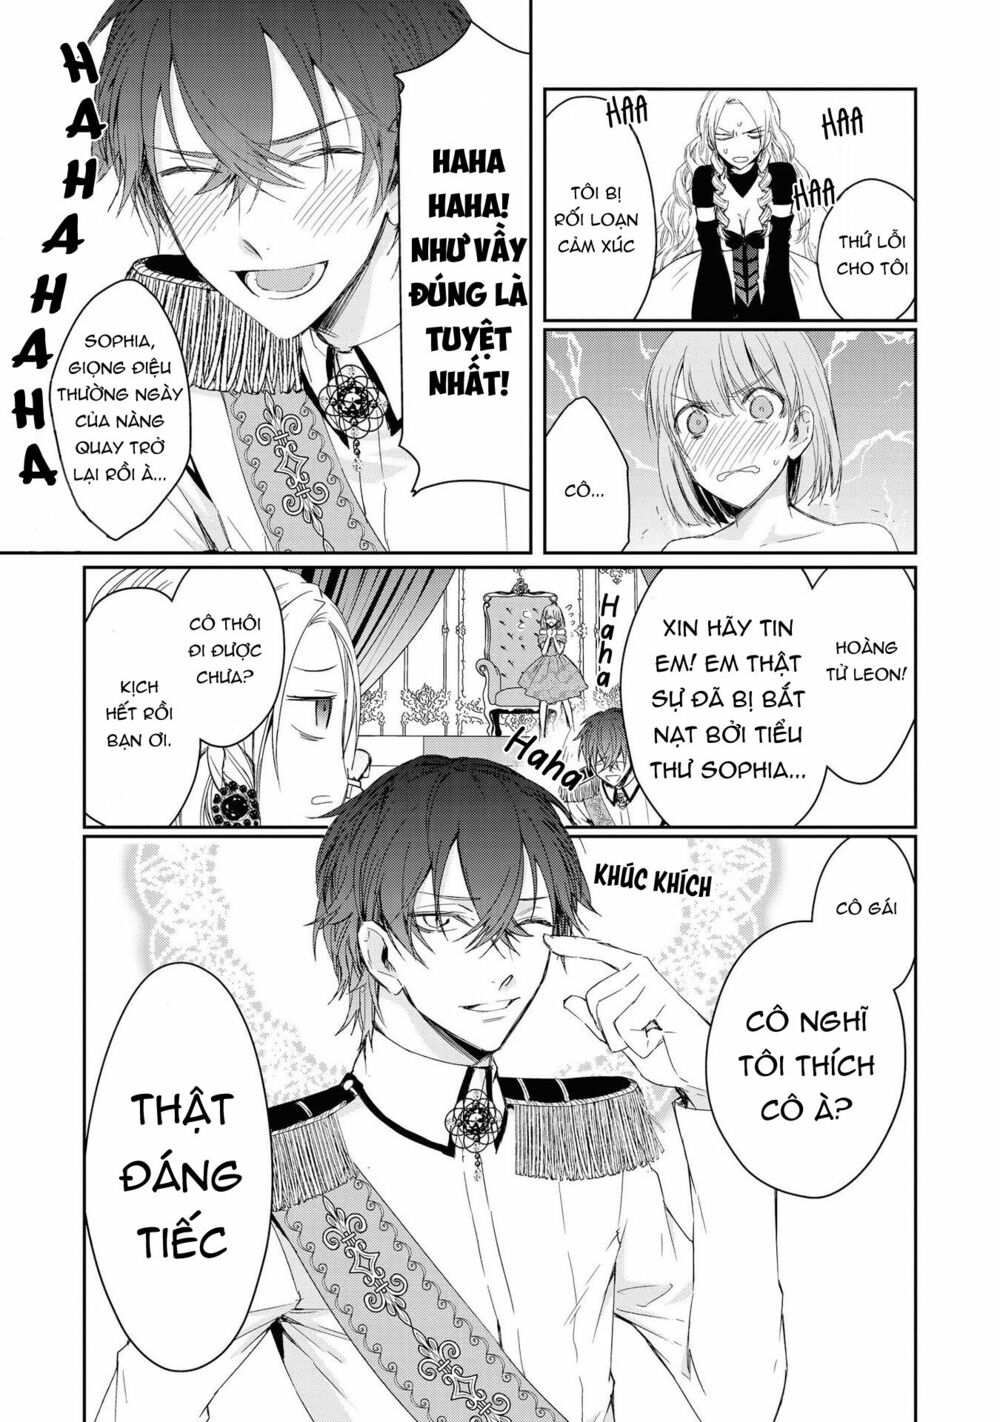 HAA
HAA
HAA
THỨ LỖI
CHO TÔI
TÔI BỊ
RỐI LOẠN
CẢM XÚC
CÔ...
HAHA
HAHA!
NHƯ VẦY
ĐÚNG LÀ
TUYỆT
NHẤT!
HAHAHAHAHA
SOPHIA,
GIỌNG ĐIỆU
THƯỜNG NGÀY
CỦA NÀNG
QUAY TRỞ
LẠI RỒI À...
HOÀNG
TỬ LEON!
XIN HÃY TIN
EM! EM THẬT
SỰ ĐÃ BỊ BẮT
NẠT BỞI TIỂU
THƯ SOPHIA...
Haha
Haha
CÔ THÔI
ĐI ĐƯỢC
CHƯA?
KỊCH
HẾT RỒI
BẠN ƠI.
KHÚC KHÍCH
CÔ GÁI
CÔ NGHĨ
TÔI THÍCH
CÔ À?
THẬT
ĐÁNG
TIẾC